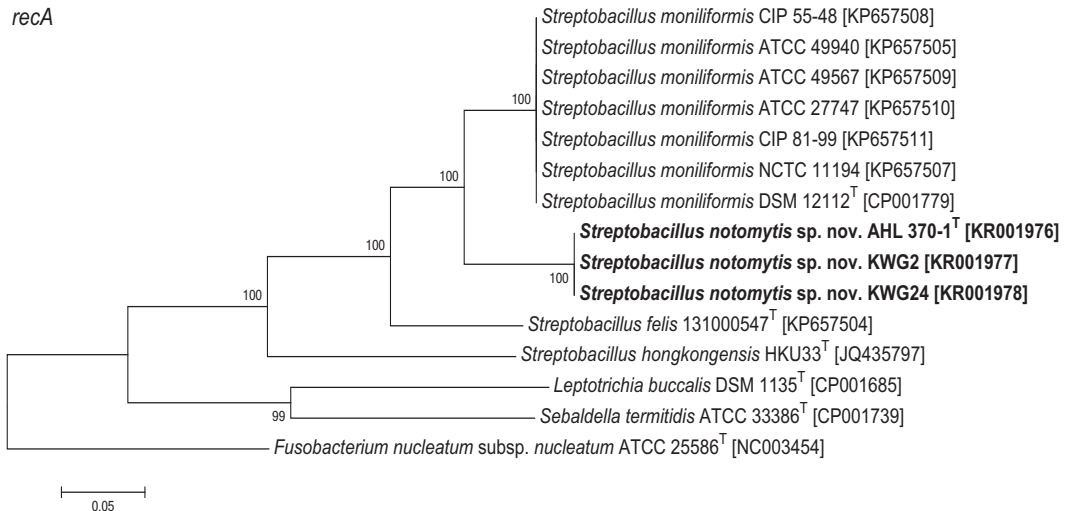 recA
Streptobacillus moniliformis CIP 55-48 [KP657508]
Streptobacillus moniliformis ATCC 49940 [KP657505]
Streptobacillus moniliformis ATCC 49567 [KP657509]
100
Streptobacillus moniliformis ATCC 27747 [KP657510]
Streptobacillus moniliformis CIP 81-99 [KP657511]
Streptobacillus moniliformis NCTC 11194 [KP657507]
100
Streptobacillus moniliformis DSM 12112ᵀ [CP001779]
Streptobacillus notomytis sp. nov. AHL 370-1ᵀ [KR001976]
100
Streptobacillus notomytis sp. nov. KWG2 [KR001977]
100
Streptobacillus notomytis sp. nov. KWG24 [KR001978]
100
Streptobacillus felis 131000547ᵀ [KP657504]
Streptobacillus hongkongensis HKU33ᵀ [JQ435797]
Leptotrichia buccalis DSM 1135ᵀ [CP001685]
99
Sebaldella termitidis ATCC 33386ᵀ [CP001739]
Fusobacterium nucleatum subsp. nucleatum ATCC 25586ᵀ [NC003454]
0.05